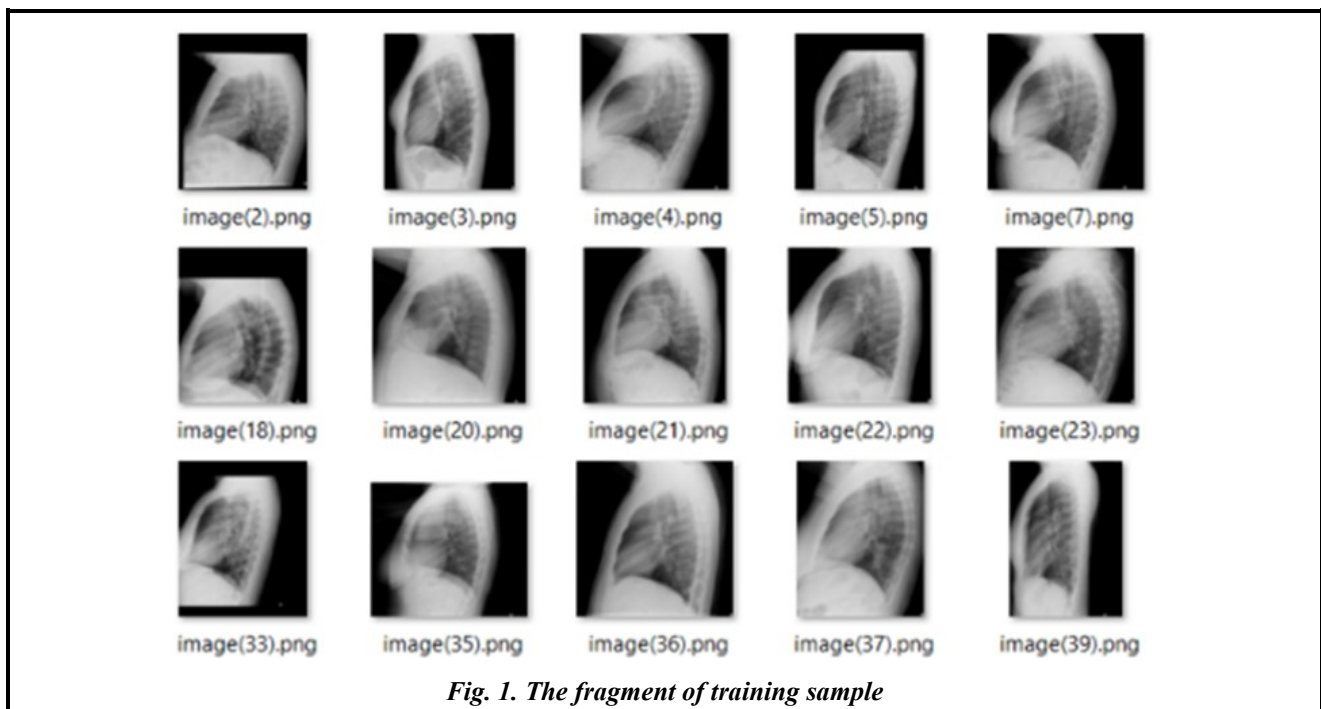 image(2).png image(3).png image(4).png image(5).png image(7).png
image(18).png image(20).png image(21).png image(22).png image(23).png
image(33).png image(35).png image(36).png image(37).png image(39).png
Fig. 1. The fragment of training sample